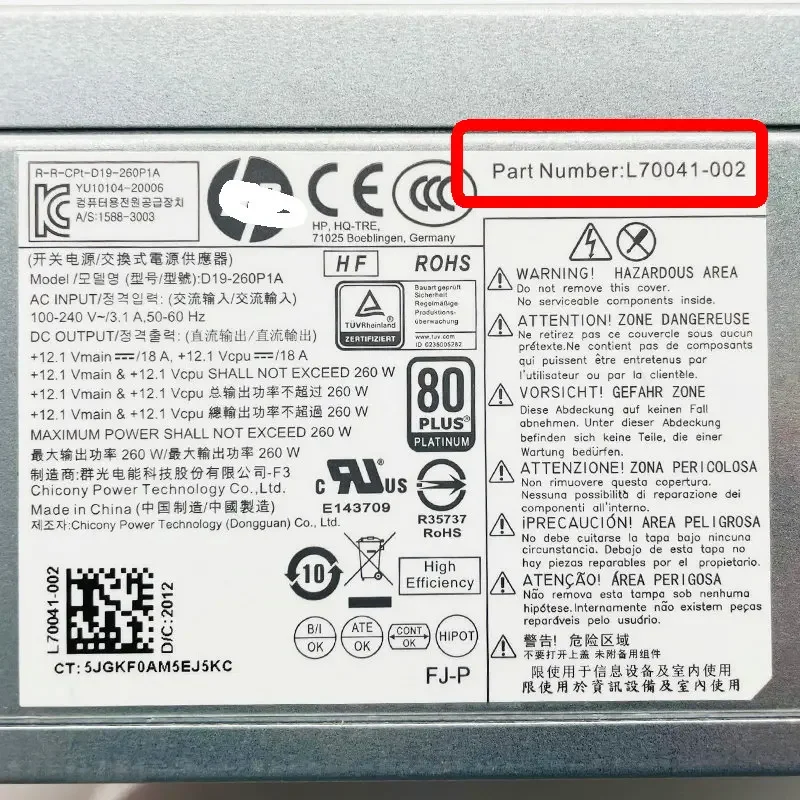 R-R-CPt-D19-260P1A
YU10104-20006
컴퓨터용전원공급장치
A/S:1588-3003
HP, HQ-TRE,
71025 Boeblingen, Germany
Part Number:L70041-002
(开关电源/交換式電源供應器)
Model /모델명 (型号/型號):D19-260P1A
AC INPUT/정격입력: (交流输入/交流輸入)
100-240 V~/3.1 A,50-60 Hz
DC OUTPUT/정격출력: (直流输出/直流輸出)
+12.1 Vmain ⎓/18 A, +12.1 Vcpu ⎓/18 A
+12.1 Vmain & +12.1 Vcpu SHALL NOT EXCEED 260 W
+12.1 Vmain & +12.1 Vcpu 总输出功率不超过 260 W
+12.1 Vmain & +12.1 Vcpu 總輸出功率不超過 260 W
MAXIMUM POWER SHALL NOT EXCEED 260 W
最大输出功率 260 W/最大輸出功率 260 W
制造商: 群光电能科技股份有限公司-F3
Chicony Power Technology Co.,Ltd.
Made in China (中国制造/中國製造)
제조자:Chicony Power Technology (Dongguan) Co., Ltd.
HF
ROHS
TUVRheinland
ZERTIFIZIERT
Bauart geprüft
Sicherheit
Regelmäßige
Produktions-
überwachung
www.tuv.com
ID 0236005282
80
PLUS®
PLATINUM
c RU® US
E143709
R35737
RoHS
10
High
Efficiency
B/I
OK
ATE
OK
CONT
OK
HIPOT
FJ-P
L70041-002
D/C:2012
CT: 5JGKF0AM5EJ5KC
WARNING! HAZARDOUS AREA
Do not remove this cover.
No serviceable components inside.
ATTENTION! ZONE DANGEREUSE
Ne retirez pas ce couvercle sous aucun
prétexte.Ne contient pas de composants
qui puissent être entretenus par
l'utilisateur ou par la clientèle.
VORSICHT! GEFAHR ZONE
Diese Abdeckung auf keinen Fall
abnehmen. Unter dieser Abdeckung
befinden sich keine Teile, die einer
Wartung bedürfen.
ATTENZIONE! ZONA PERICOLOSA
Non rimuovere questa copertura.
Nessuna possibilità di reparazione dei
componenti all'interno.
¡PRECAUCIÓN! AREA PELIGROSA
No debe cuitarse la tapa bajo ninguna
circunstancia. Debajo de esta tapa no
hay piezas reparables por el propietario.
ATENÇÃO! ÁREA PERIGOSA
Não remova esta tampa sob nenhuma
hipótese.Internamente não existem peças
reparáveis pelo usuário.
警告! 危险区域
不要打开上盖 未附备用组件
限使用于信息设备及室内使用
限使用於資訊設備及室內使用